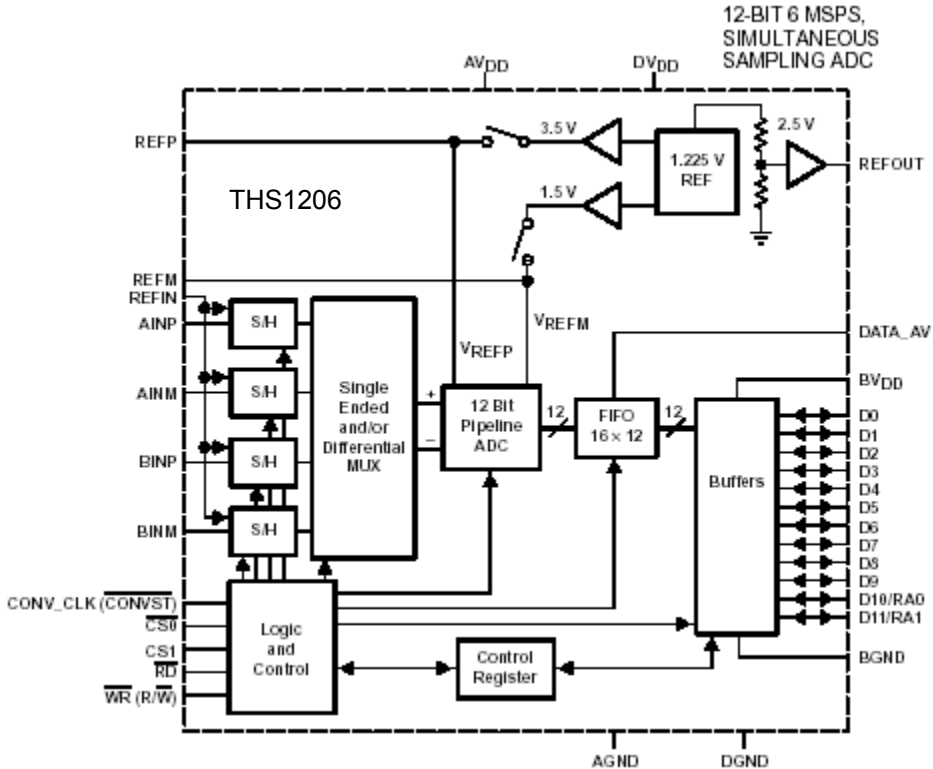 12-BIT 6 MSPS,
SIMULTANEOUS
SAMPLING ADC
AVDD
DVDD
REFP
3.5 V
2.5 V
1.225 V
REF
REFOUT
THS1206
1.5 V
REFM
REFIN
AINP
S/H
VREFM
VREFP
DATA_AV
AINM
S/H
Single
Ended
and/or
Differential
MUX
+
–
12 Bit
Pipeline
ADC
12
FIFO
16 × 12
12
BVDD
Buffers
D0
D1
D2
D3
D4
D5
D6
D7
D8
D9
D10/RA0
D11/RA1
BINP
S/H
BINM
S/H
CONV_CLK (CONVST)
CS0
CS1
RD
WR (R/W)
Logic
and
Control
Control
Register
BGND
AGND
DGND